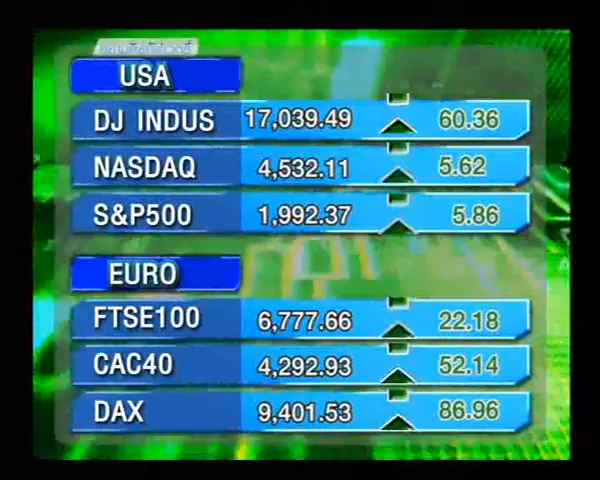 USA
DJ INDUS 17,039.49 60.36
NASDAQ 4,532.11 5.62
S&P500 1,992.37 5.86
EURO
FTSE100 6,777.66 22.18
CAC40 4,292.93 52.14
DAX 9,401.53 86.96